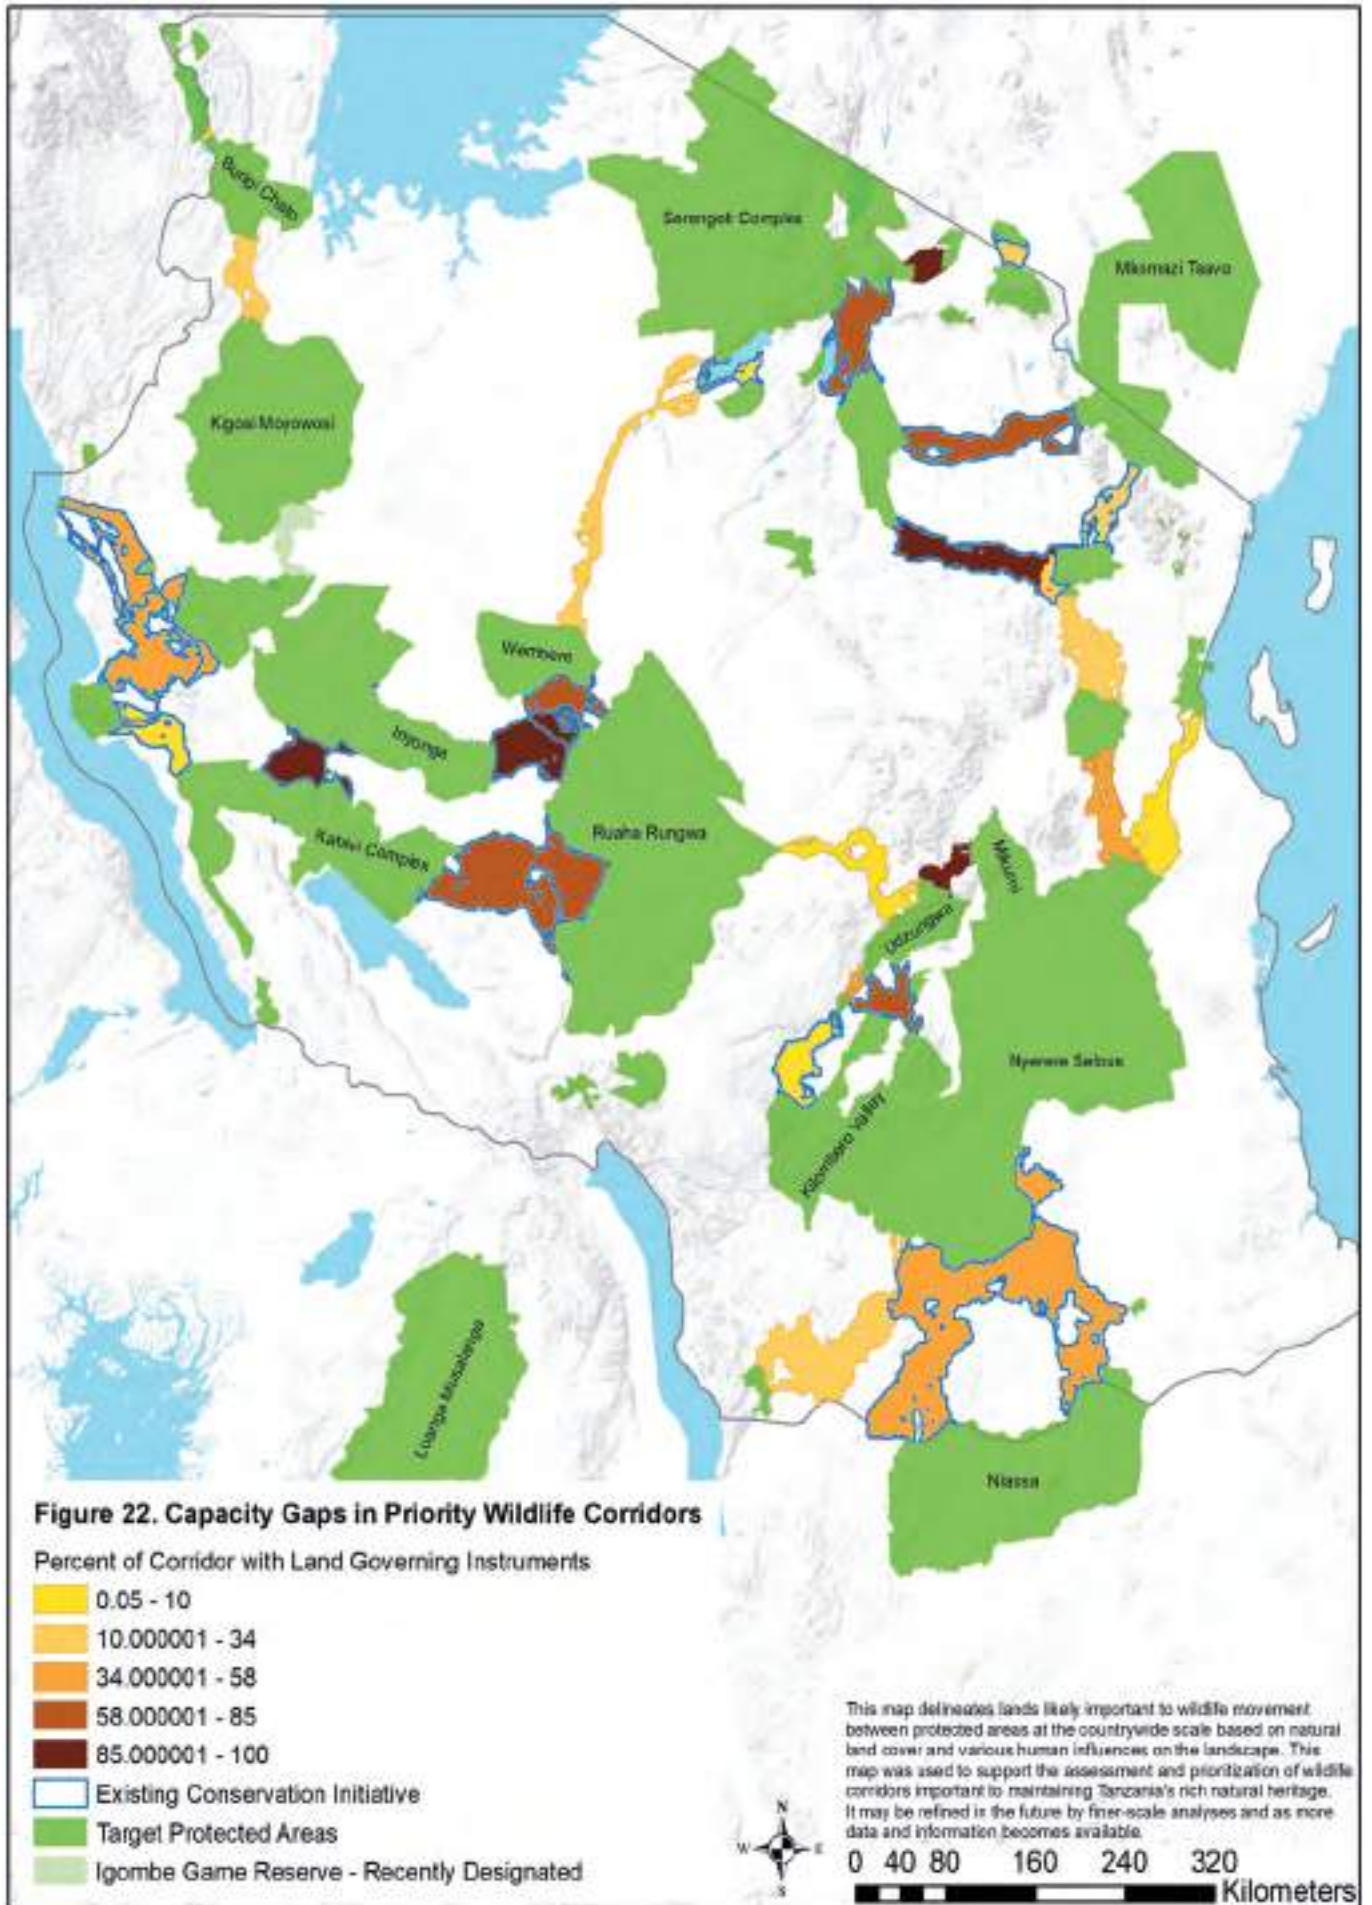 Burigi Chato
Serengeti Complex
Mkomazi Tsavo
Kigosi Moyowosi
Wembere
Inyonga
Katavi Complex
Ruaha Rungwa
Mikumi
Udzungwa
Nyerere Selous
Kilombero Valley
Luanga Musalangu
Niassa
Figure 22. Capacity Gaps in Priority Wildlife Corridors
Percent of Corridor with Land Governing Instruments
0.05 - 10
10.000001 - 34
34.000001 - 58
58.000001 - 85
85.000001 - 100
Existing Conservation Initiative
Target Protected Areas
Igombe Game Reserve - Recently Designated
This map delineates lands likely important to wildlife movement
between protected areas at the countrywide scale based on natural
land cover and various human influences on the landscape. This
map was used to support the assessment and prioritization of wildlife
corridors important to maintaining Tanzania's rich natural heritage.
It may be refined in the future by finer-scale analyses and as more
data and information becomes available.
N
W E
S
0 40 80 160 240 320
Kilometers